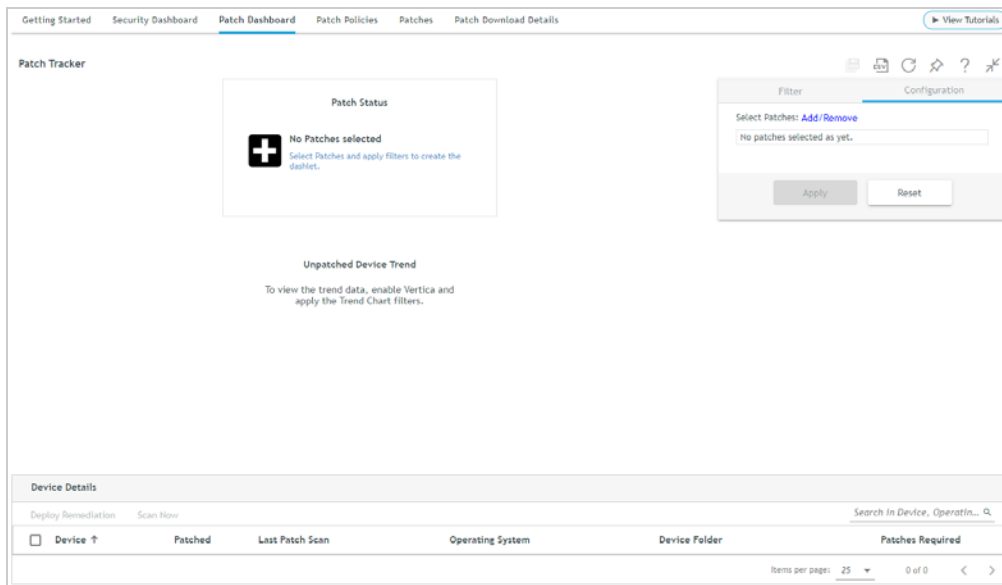 Getting Started Security Dashboard Patch Dashboard Patch Policies Patches Patch Download Details View Tutorials
Patch Tracker
CSV
Filter Configuration
Select Patches: Add/Remove
No patches selected as yet.
Apply Reset
Patch Status
No Patches selected
Select Patches and apply filters to create the
dashlet.
Unpatched Device Trend
To view the trend data, enable Vertica and
apply the Trend Chart filters.
Device Details
Deploy Remediation Scan Now Search in Device, Operatin...
Device Patched Last Patch Scan Operating System Device Folder Patches Required
Items per page: 25 0 of 0